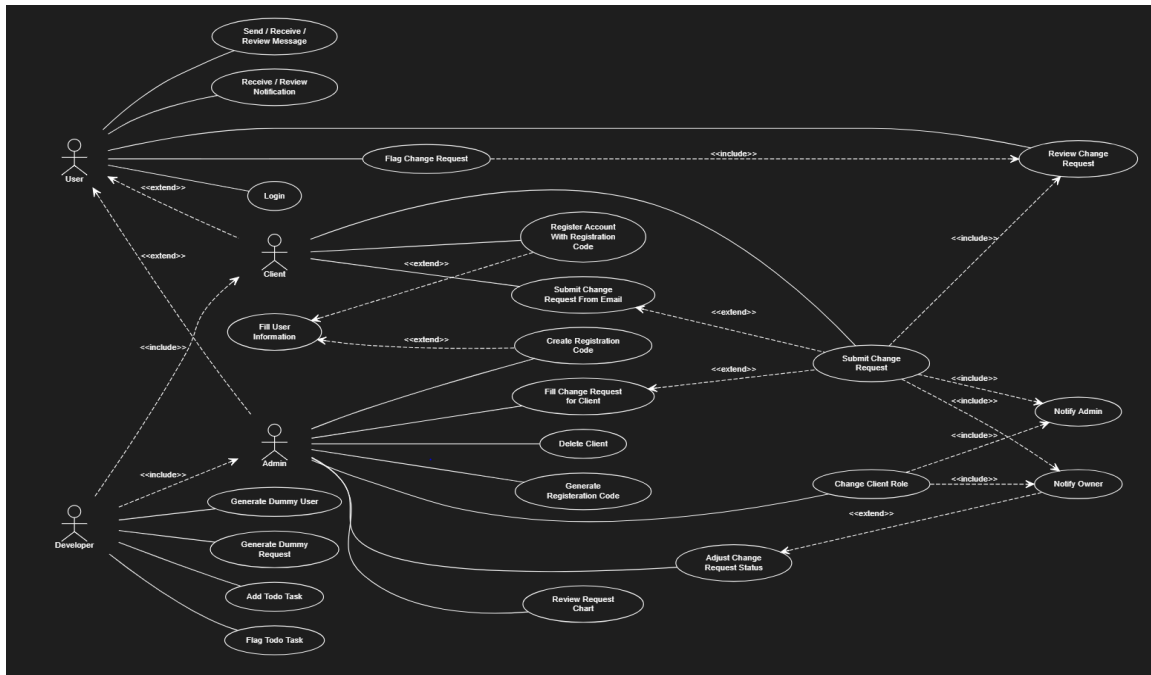 Send / Receive /
Review Message
Receive / Review
Notification
User
Flag Change Request
<<include>>
Review Change
Request
<<extend>>
Login
Register Account
With Registration
Code
<<include>>
Client
<<extend>>
<<extend>>
Submit Change
Request From Email
<<extend>>
Fill User
Information
<<extend>>
Create Registration
Code
<<include>>
Submit Change
Request
<<extend>>
<<include>>
Fill Change Request
for Client
<<include>>
Notify Admin
<<include>>
Delete Client
Admin
<<include>>
Generate
Registeration Code
Change Client Role
<<include>>
Notify Owner
Generate Dummy User
<<extend>>
Developer
Generate Dummy
Request
Adjust Change
Request Status
Add Todo Task
Review Request
Chart
Flag Todo Task